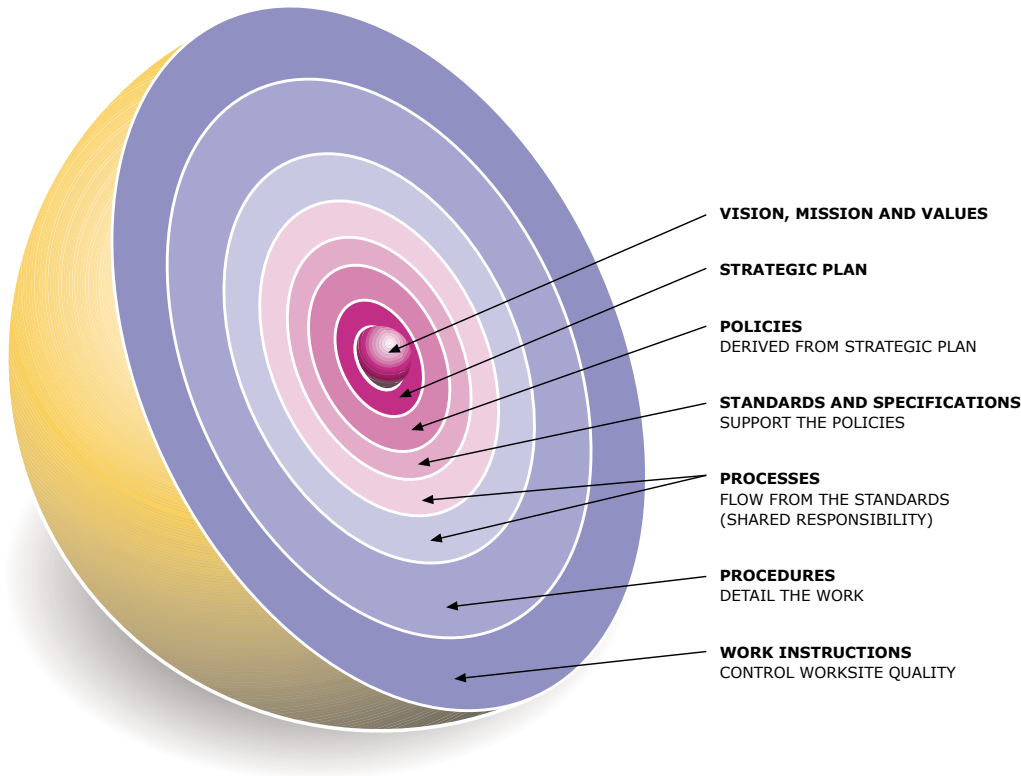 VISION, MISSION AND VALUES
STRATEGIC PLAN
POLICIES
DERIVED FROM STRATEGIC PLAN
STANDARDS AND SPECIFICATIONS
SUPPORT THE POLICIES
PROCESSES
FLOW FROM THE STANDARDS
(SHARED RESPONSIBILITY)
PROCEDURES
DETAIL THE WORK
WORK INSTRUCTIONS
CONTROL WORKSITE QUALITY